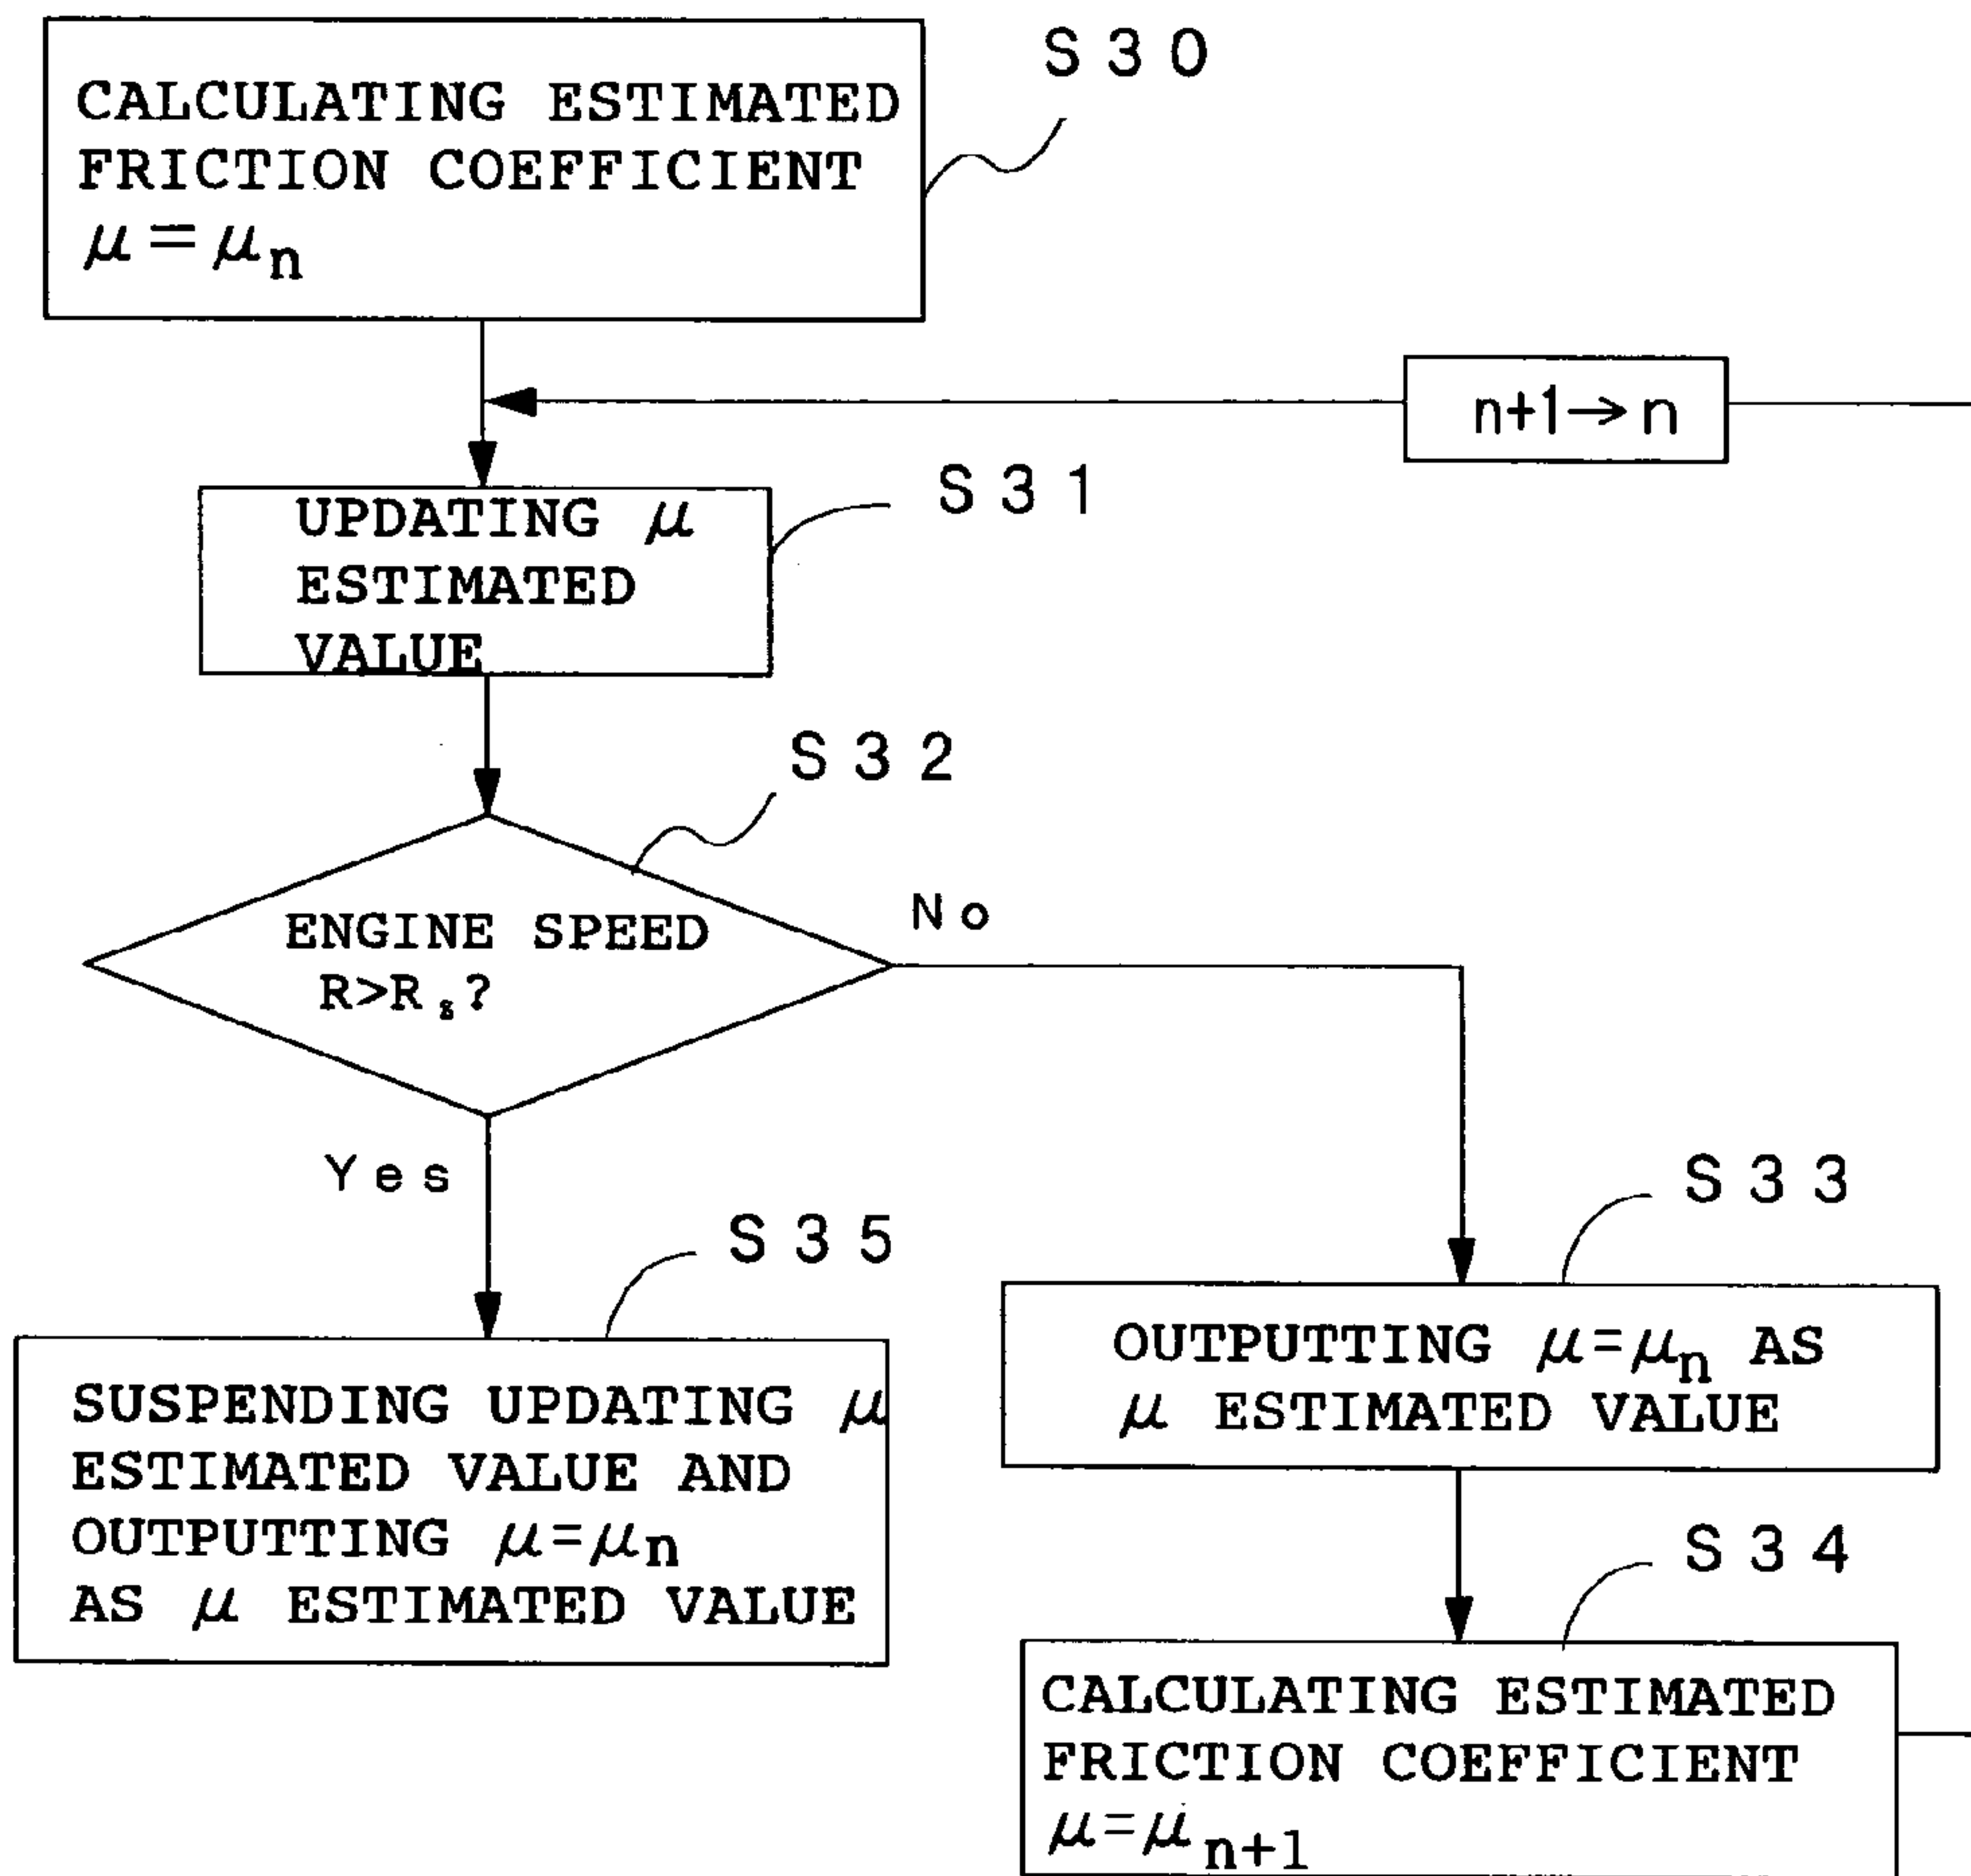 S30
CALCULATING ESTIMATED
FRICTION COEFFICIENT
μ=μn
n+1→n
S31
UPDATING μ
ESTIMATED
VALUE
S32
ENGINE SPEED
R>Rs?
No
Yes
S33
OUTPUTTING μ=μn AS
μ ESTIMATED VALUE
S35
SUSPENDING UPDATING μ
ESTIMATED VALUE AND
OUTPUTTING μ=μn
AS μ ESTIMATED VALUE
S34
CALCULATING ESTIMATED
FRICTION COEFFICIENT
μ=μn+1